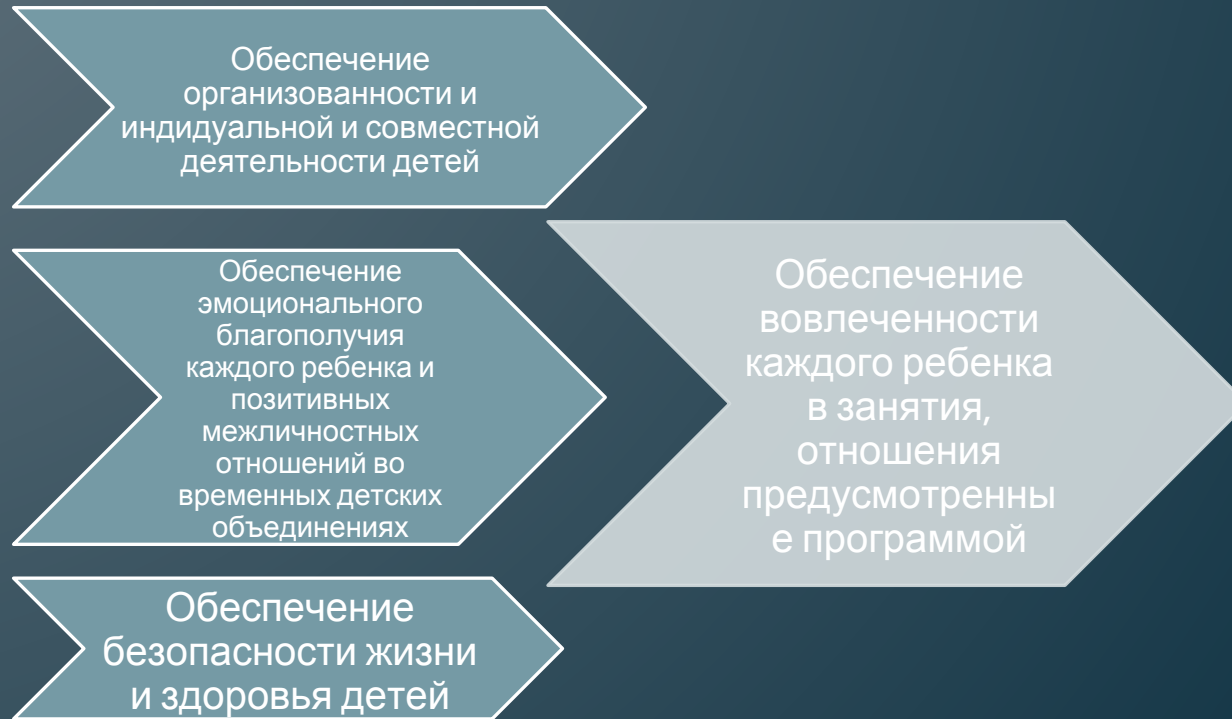 Обеспечение
организованности и
индидуальной и совместной
деятельности детей
Обеспечение
эмоционального
благополучия
каждого ребенка и
позитивных
межличностных
отношений во
временных детских
объединениях
Обеспечение
безопасности жизни
и здоровья детей
Обеспечение
вовлеченности
каждого ребенка
в занятия,
отношения
предусмотренны
е программой